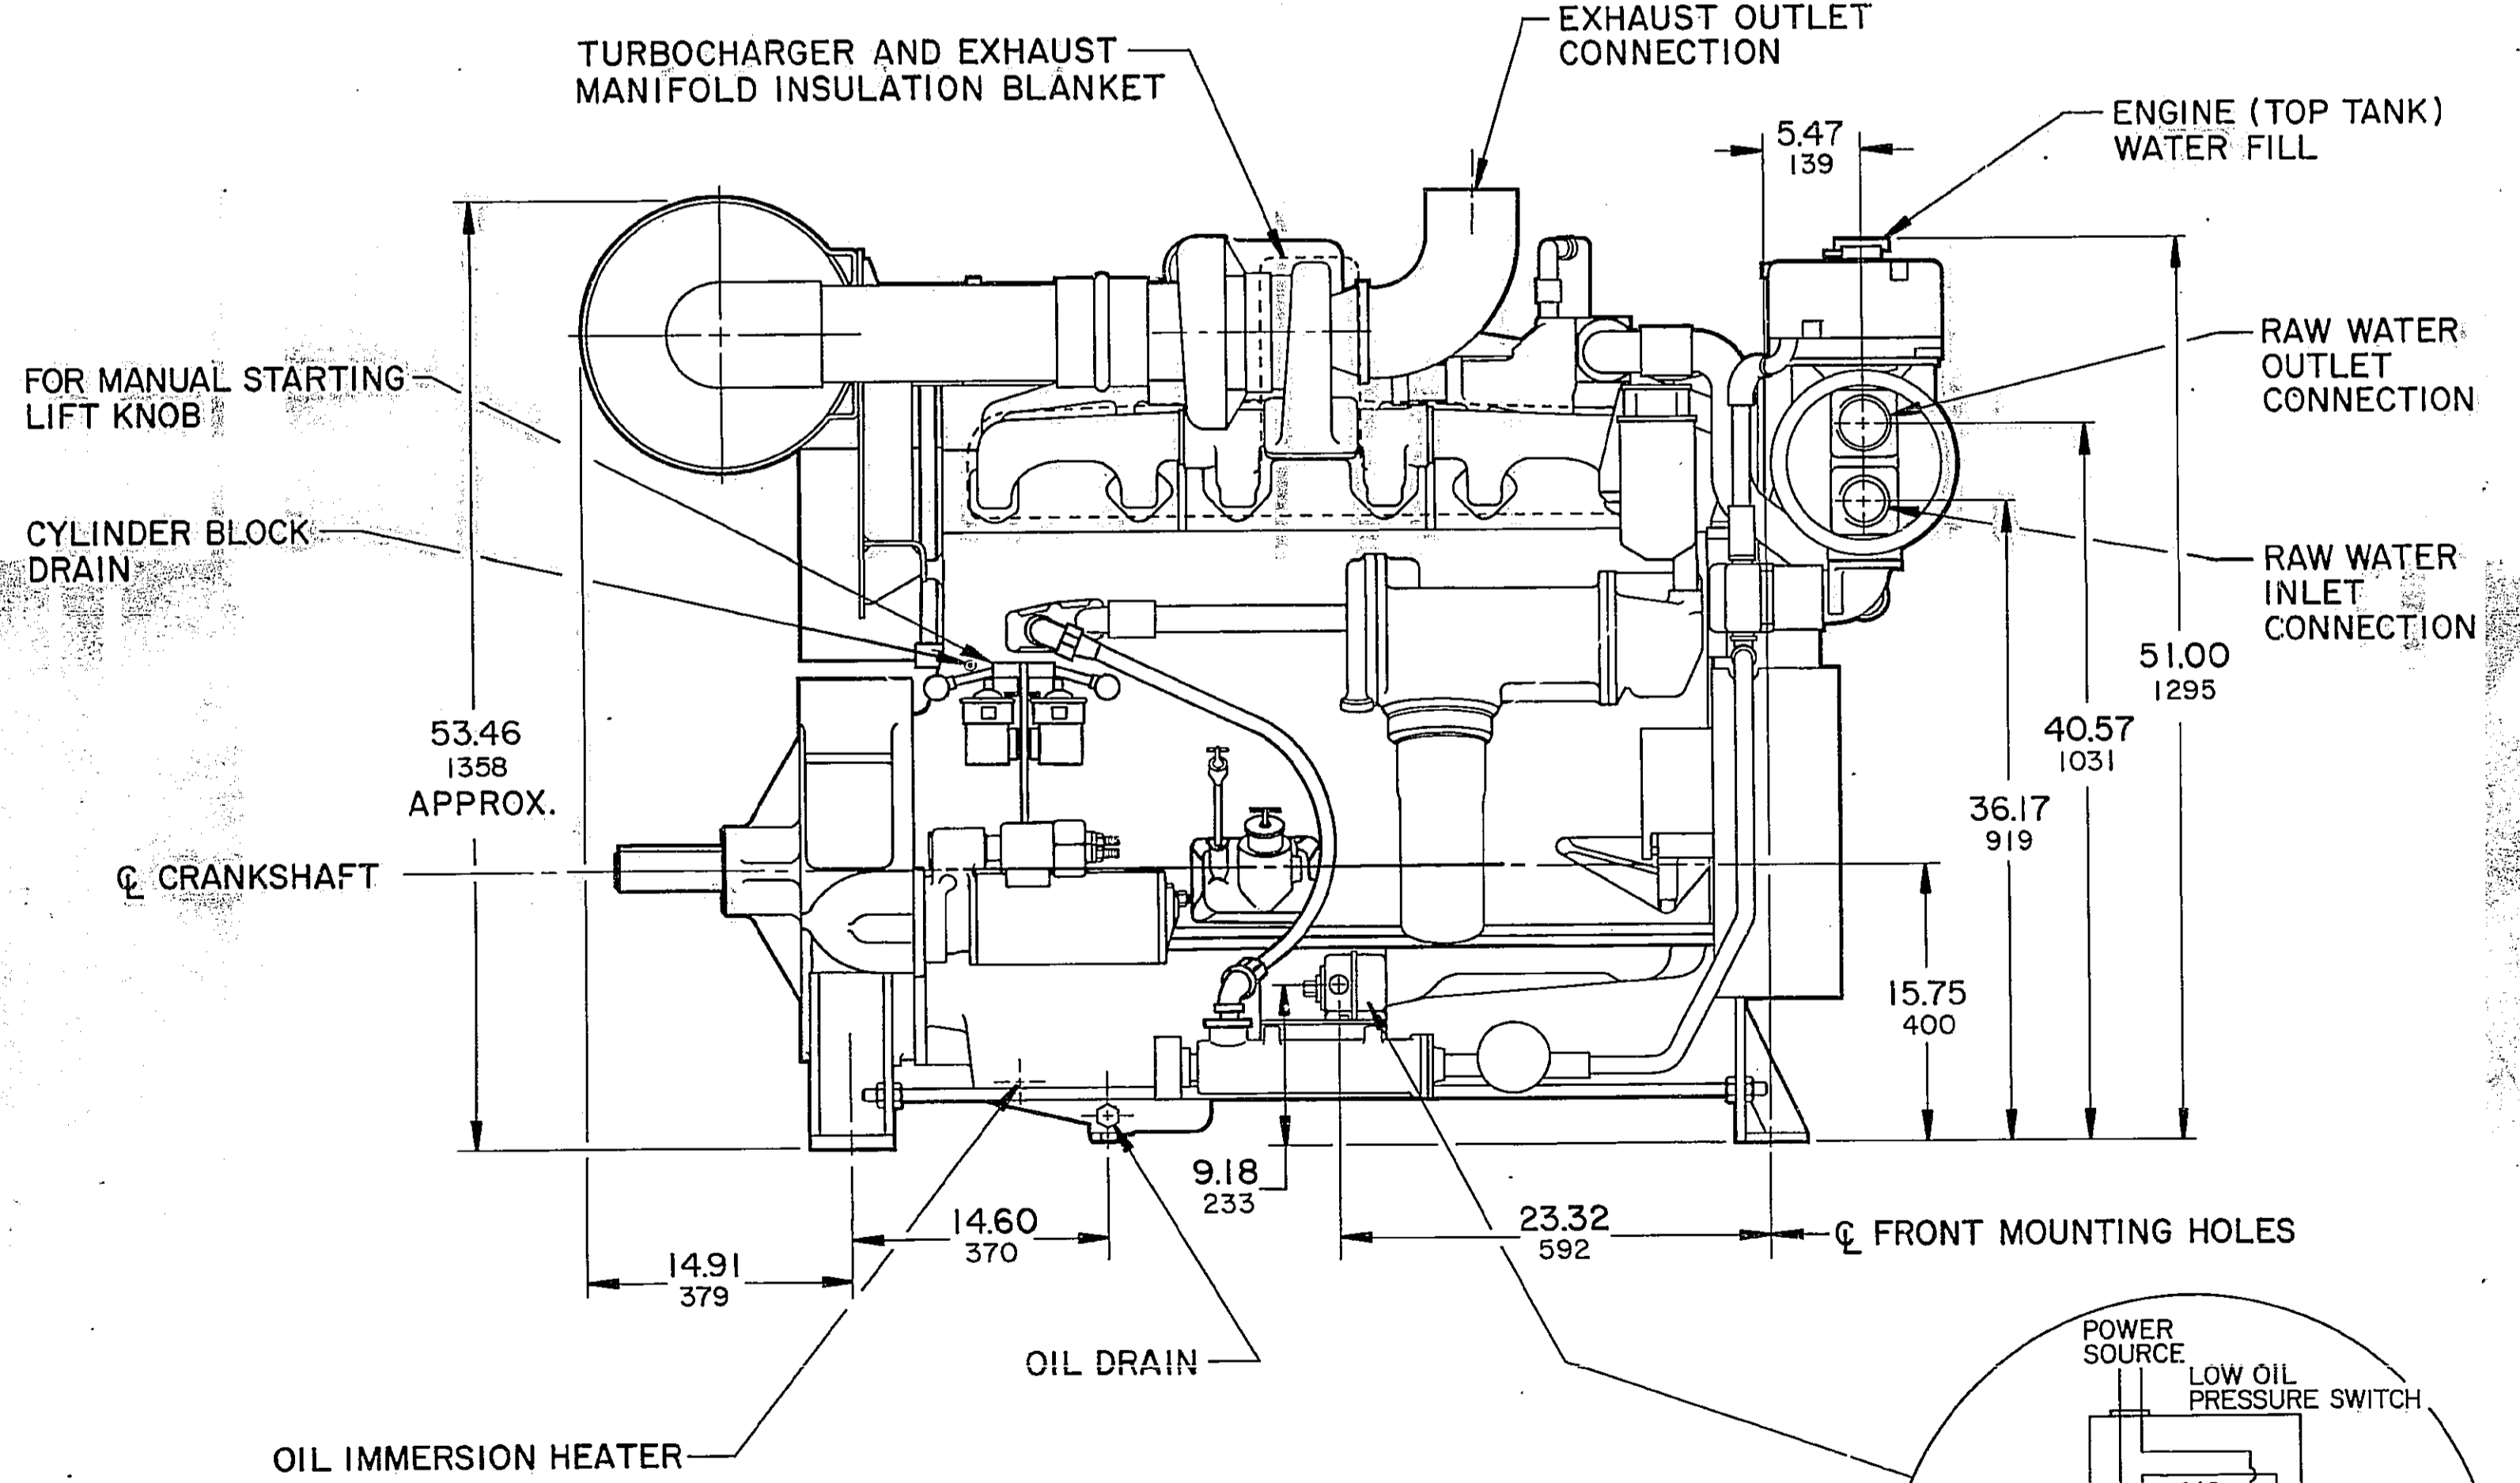 EXHAUST OUTLET
CONNECTION
TURBOCHARGER AND EXHAUST
MANIFOLD INSULATION BLANKET
ENGINE (TOP TANK)
WATER FILL
5.47
139
RAW WATER
OUTLET
CONNECTION
FOR MANUAL STARTING
LIFT KNOB
CYLINDER BLOCK
DRAIN
RAW WATER
INLET
CONNECTION
51.00
1295
53.46
1358
APPROX.
40.57
1031
36.17
919
℄ CRANKSHAFT
15.75
400
9.18
233
14.60
370
23.32
592
℄ FRONT MOUNTING HOLES
14.91
379
OIL DRAIN
POWER
SOURCE
LOW OIL
PRESSURE SWITCH
OIL IMMERSION HEATER